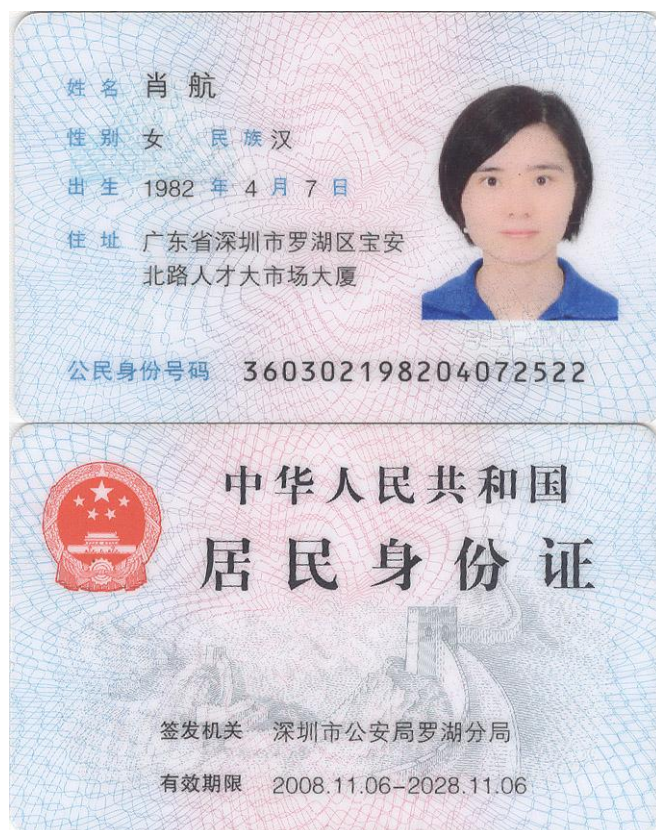 姓名 肖航
性别 女 民族 汉
出生 1982 年 4 月 7 日
住址 广东省深圳市罗湖区宝安
北路人才大市场大厦
公民身份号码 360302198204072522
中华人民共和国
居民身份证
签发机关 深圳市公安局罗湖分局
有效期限 2008.11.06-2028.11.06